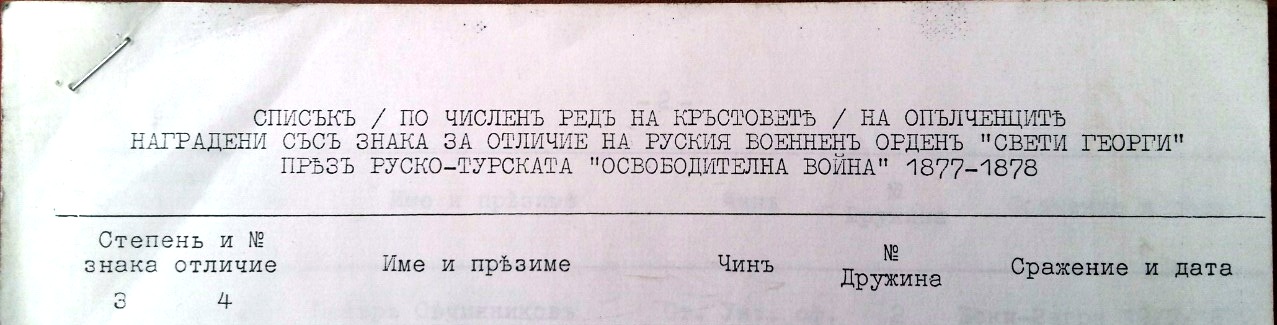 СПИСЪКЪ / ПО ЧИСЛЕНЪ РЕДЪ НА КРЪСТОВЕТѢ / НА ОПЪЛЧЕНЦИТѢ
НАГРАДЕНИ СЪСЪ ЗНАКА ЗА ОТЛИЧИЕ НА РУСКИЯ ВОЕННЕНЪ ОРДЕНЪ "СВЕТИ ГЕОРГИ"
ПРѢЗЪ РУСКО-ТУРСКАТА "ОСВОБОДИТЕЛНА ВОЙНА" 1877-1878
Степень и №
знака отличие
Име и прѣзиме
Чинъ
№
Дружина
Сражение и дата
3 4